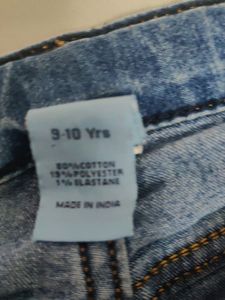 9-10 Yrs
80%COTTON
19%POLYESTER
1%ELASTANE
MADE IN INDIA